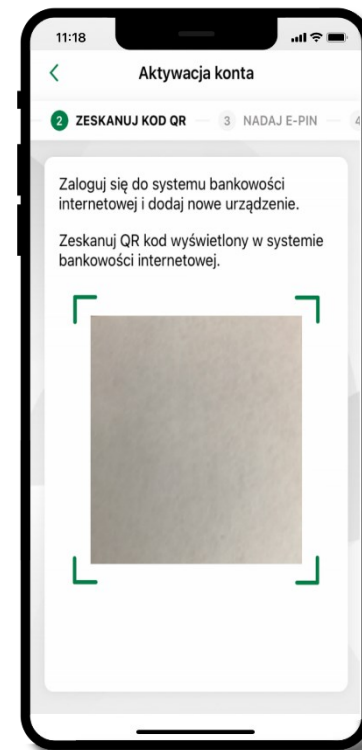 11:18
Aktywacja konta
2 ZESKANUJ KOD QR 3 NADAJ E-PIN 4
Zaloguj się do systemu bankowości
internetowej i dodaj nowe urządzenie.
Zeskanuj QR kod wyświetlony w systemie
bankowości internetowej.